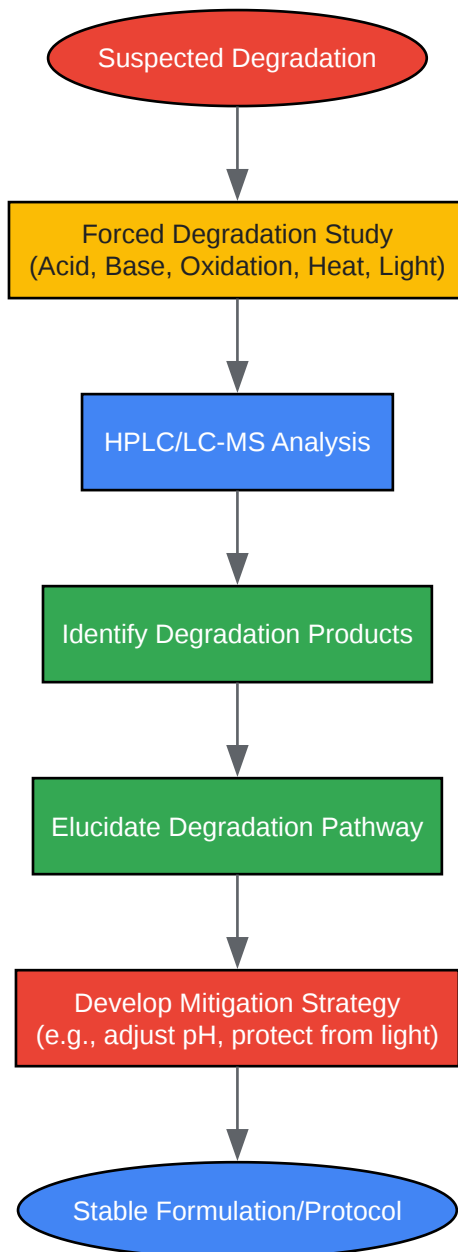 Suspected Degradation
Forced Degradation Study
(Acid, Base, Oxidation, Heat, Light)
HPLC/LC-MS Analysis
Identify Degradation Products
Elucidate Degradation Pathway
Develop Mitigation Strategy
(e.g., adjust pH, protect from light)
Stable Formulation/Protocol